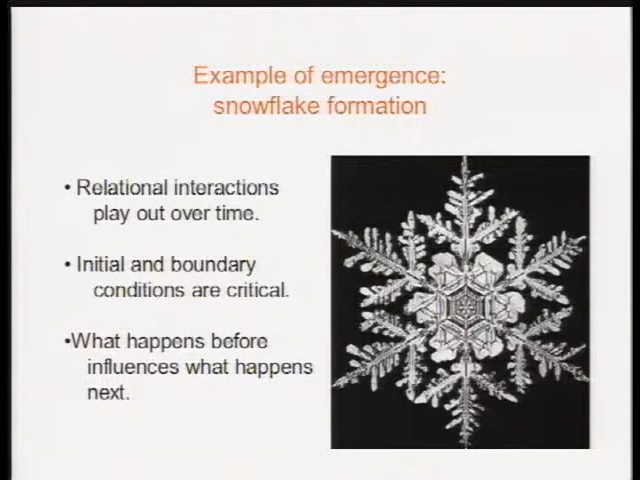 Example of emergence:
snowflake formation
• Relational interactions
play out over time.
• Initial and boundary
conditions are critical.
•What happens before
influences what happens
next.